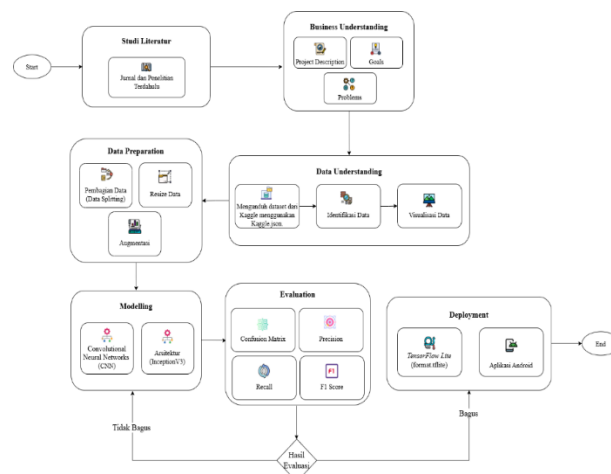 Start
Studi Literatur
Jurnal dan Penelitian
Terdahulu
Business Understanding
Project Description
Goals
Problems
Data Preparation
Pembagian Data
(Data Splitting)
Resize Data
Augmentasi
Data Understanding
Mengunduh dataset dari
Kaggle menggunakan
Kaggle.json.
Identifikasi Data
Visualisasi Data
Modelling
Convolutional
Neural Networks
(CNN)
Arsitektur
(InceptionV3)
Evaluation
Confusion Matrix
Precision
Recall
F1
F1 Score
Deployment
TensorFlow Lite
(format.tflite)
Aplikasi Android
End
Tidak Bagus
Hasil
Evaluasi
Bagus